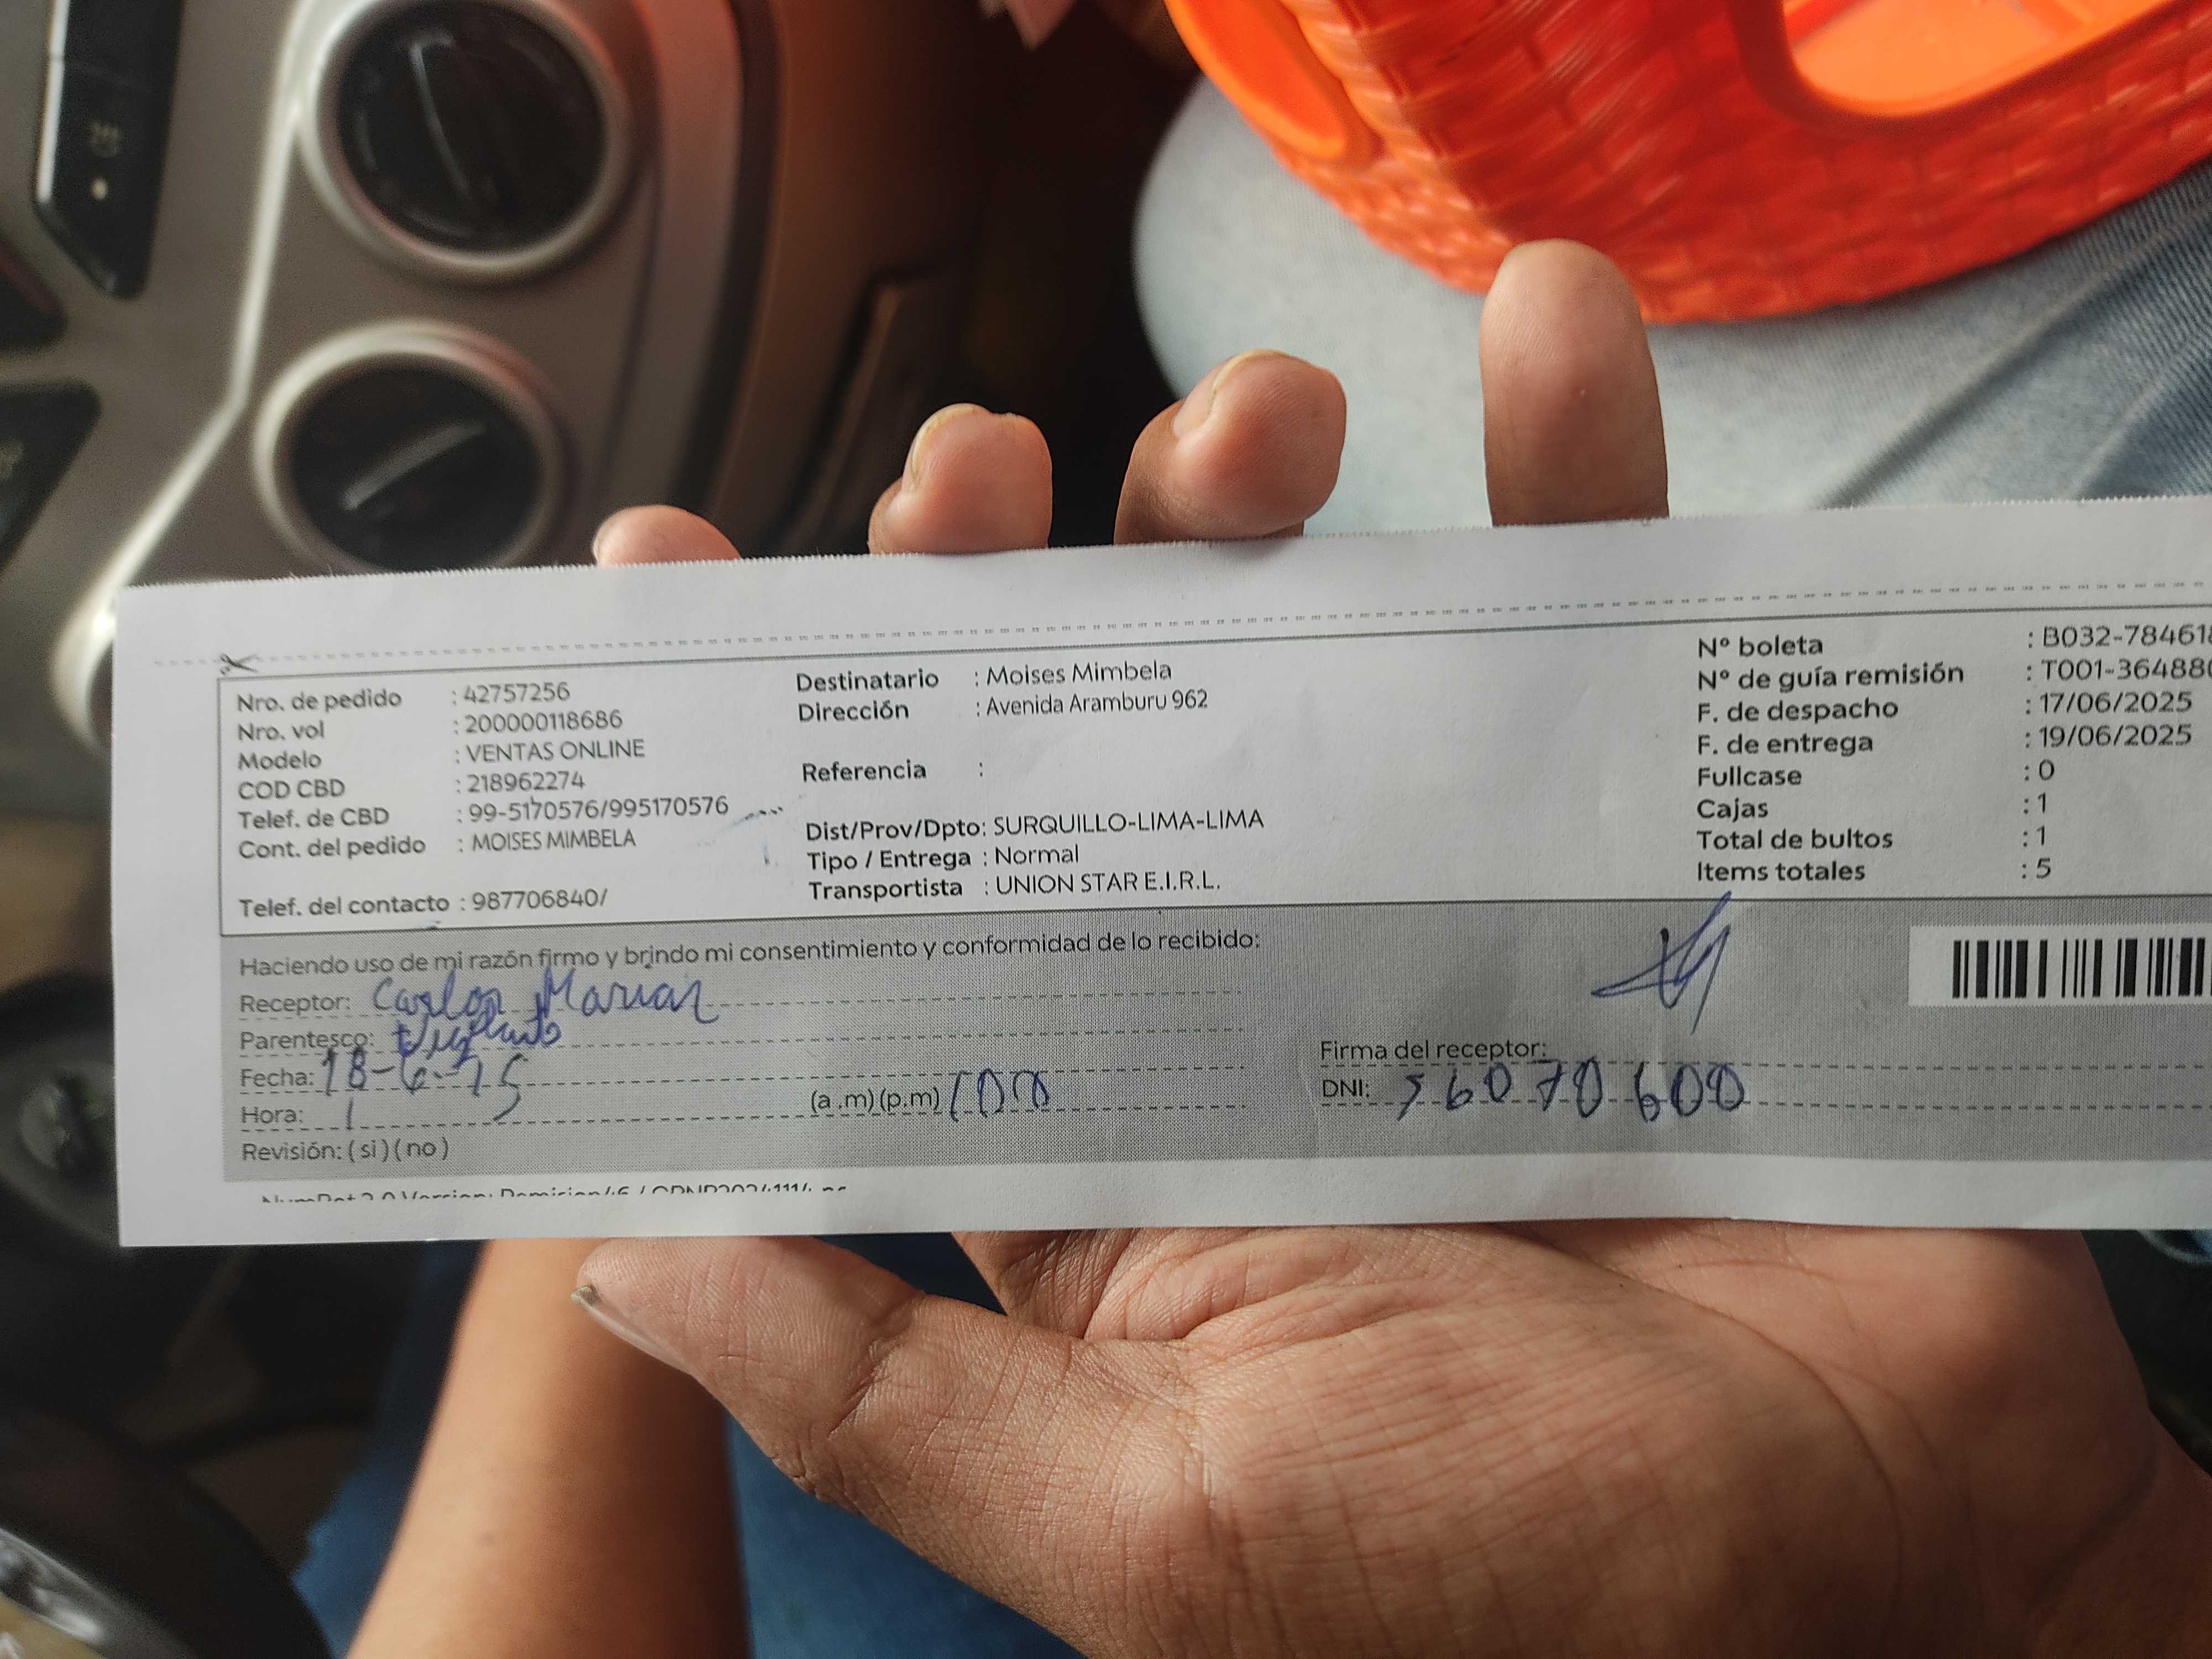 Nro. de pedido : 42757256
Nro. vol : 200000118686
Modelo : VENTAS ONLINE
COD CBD : 218962274
Telef. de CBD : 99-5170576/995170576
Cont. del pedido : MOISES MIMBELA
Telef. del contacto : 987706840/
Destinatario : Moises Mimbela
Dirección : Avenida Aramburu 962
Referencia :
Dist/Prov/Dpto: SURQUILLO-LIMA-LIMA
Tipo / Entrega : Normal
Transportista : UNION STAR E.I.R.L.
Nº boleta : B032-78461
Nº de guía remisión : T001-36488
F. de despacho : 17/06/2025
F. de entrega : 19/06/2025
Fullcase : 0
Cajas : 1
Total de bultos : 1
Items totales : 5
Haciendo uso de mi razón firmo y brindo mi consentimiento y conformidad de lo recibido:
Receptor: Carlos
Parentesco:
Fecha: 18-6-
Hora: (a .m)(p.m) 100
Revisión: ( si ) ( no )
Firma del receptor:
DNI: 6070600